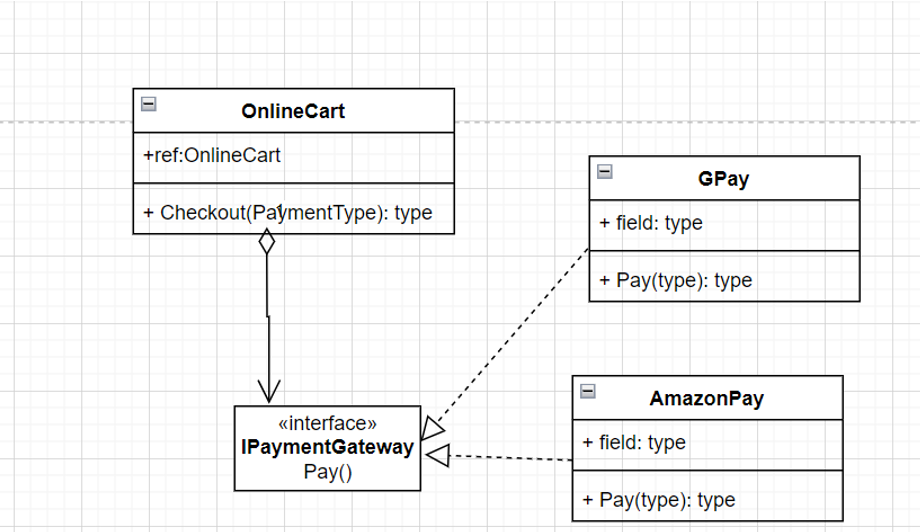 OnlineCart
+ref:OnlineCart
+ Checkout(PaymentType): type
GPay
+ field: type
+ Pay(type): type
«interface»
IPaymentGateway
Pay()
AmazonPay
+ field: type
+ Pay(type): type